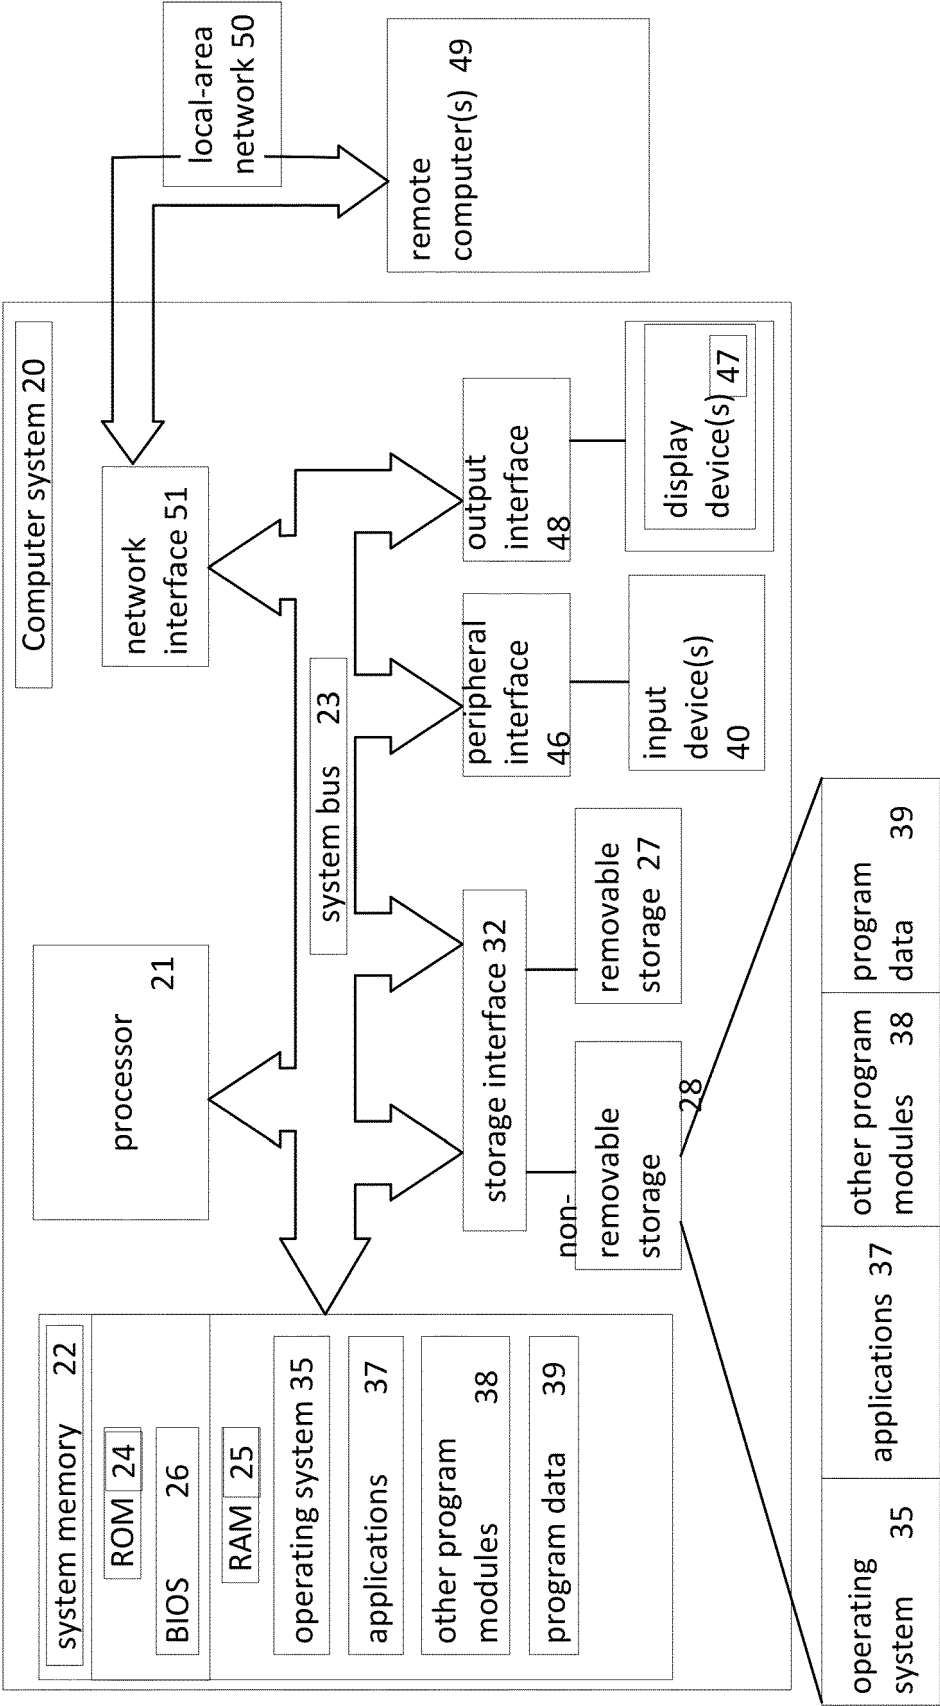 Computer system 20
system memory 22
ROM 24
BIOS 26
RAM 25
operating system 35
applications 37
other program
modules 38
program data 39
processor
21
system bus 23
network
interface 51
local-area
network 50
remote
computer(s) 49
storage interface 32
non-
removable
storage
28
removable
storage 27
peripheral
interface
46
output
interface
48
input
device(s)
40
display
device(s) 47
operating
system 35
applications 37
other program
modules 38
program
data 39